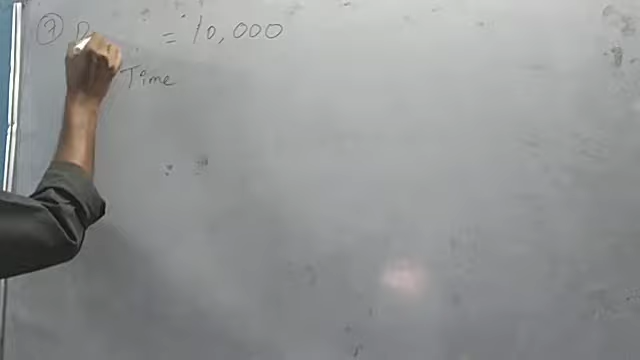 ⑦ P = 10,000
Time